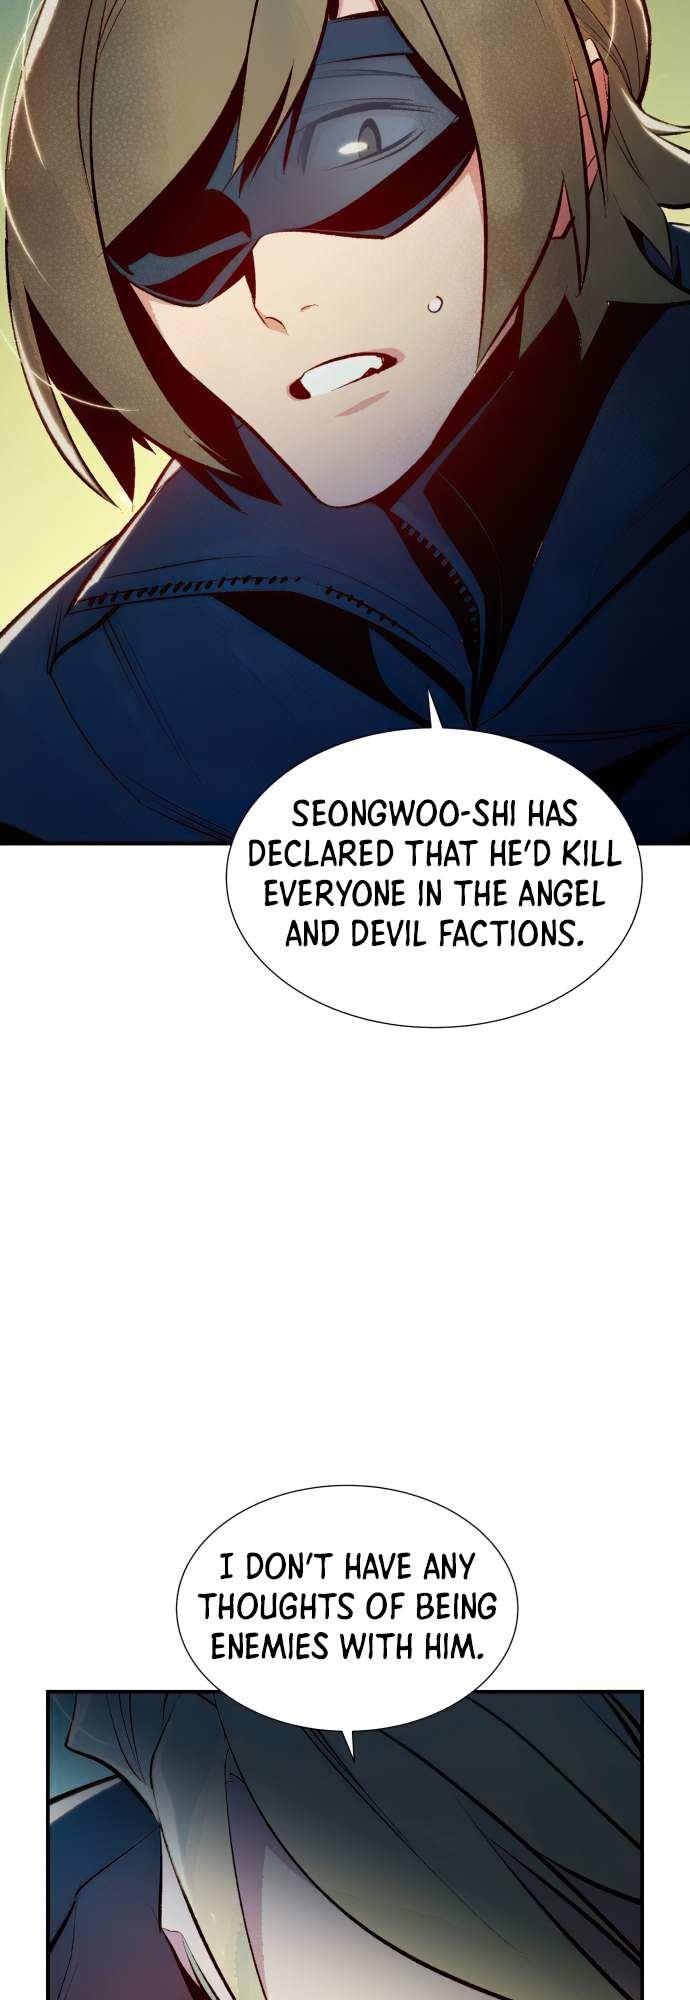 SEONGWOO-SHI HAS
DECLARED THAT HE'D KILL
EVERYONE IN THE ANGEL
AND DEVIL FACTIONS.
I DON'T HAVE ANY
THOUGHTS OF BEING
ENEMIES WITH HIM.